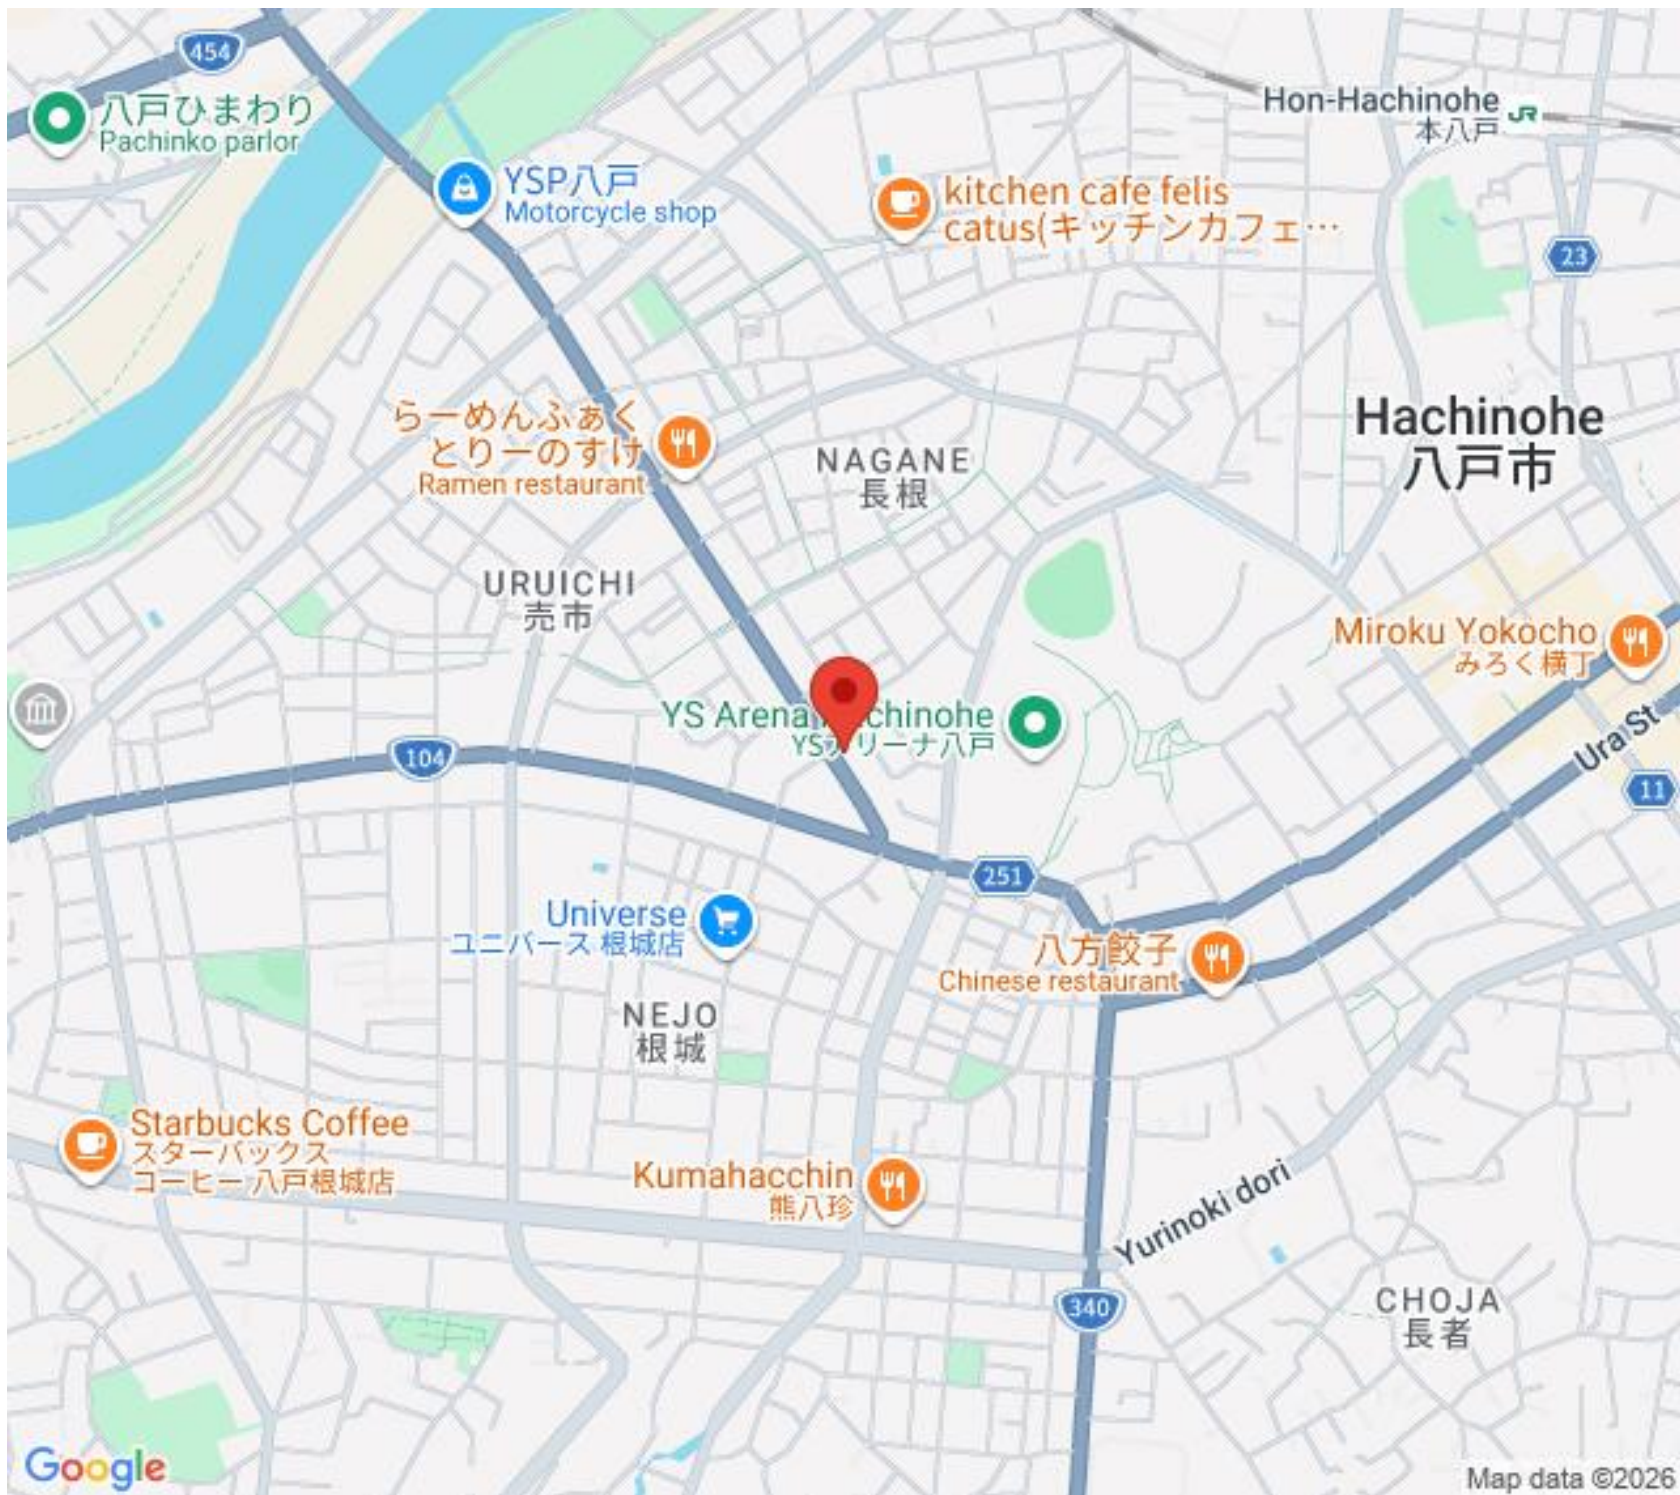 454
八戸ひまわり
Pachinko parlor
Hon-Hachinohe
本八戸
JR
YSP八戸
Motorcycle shop
kitchen cafe felis
catus(キッチンカフェ…
23
らーめんふぁく
とりーのすけ
Ramen restaurant
NAGANE
長根
Hachinohe
八戸市
URUICHI
売市
Miroku Yokocho
みろく横丁
YS Arena Hachinohe
YSアリーナ八戸
104
Ura St
11
251
Universe
ユニバース 根城店
八方餃子
Chinese restaurant
NEJO
根城
Starbucks Coffee
スターバックス
コーヒー 八戸根城店
Kumahacchin
熊八珍
Yurinoki dori
340
CHOJA
長者
Google
Map data ©2026